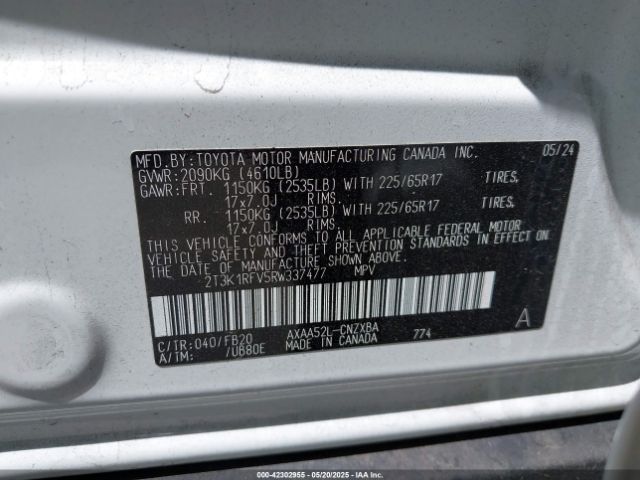 MFD.BY:TOYOTA MOTOR MANUFACTURING CANADA INC. 05/24
GVWR:2090KG (4610LB)
GAWR:FRT. 1150KG (2535LB) WITH 225/65R17 TIRES,
17x7.0J RIMS.
RR. 1150KG (2535LB) WITH 225/65R17 TIRES,
17x7.0J RIMS.
THIS VEHICLE CONFORMS TO ALL APPLICABLE FEDERAL MOTOR
VEHICLE SAFETY AND THEFT PREVENTION STANDARDS IN EFFECT ON
THE DATE OF MANUFACTURE SHOWN ABOVE.
2T3K1RFV5RW337477 MPV
C/TR:040/FB20 AXAA52L-CNZXBA 774 A
A/TM: /UB80E MADE IN CANADA
000-42302955 — 05/20/2025 — IAA, Inc.